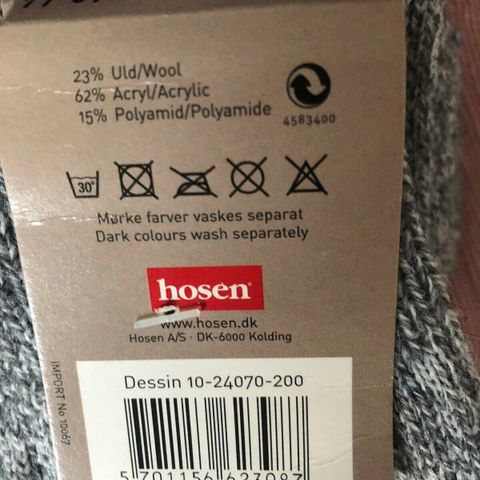 23% Uld/Wool
62% Acryl/Acrylic
15% Polyamid/Polyamide
4583400
30°
Mørke farver vaskes separat
Dark colours wash separately
hosen
www.hosen.dk
Hosen A/S · DK-6000 Kolding
IMPORT No 10067
Dessin 10-24070-200
5 701156 623087